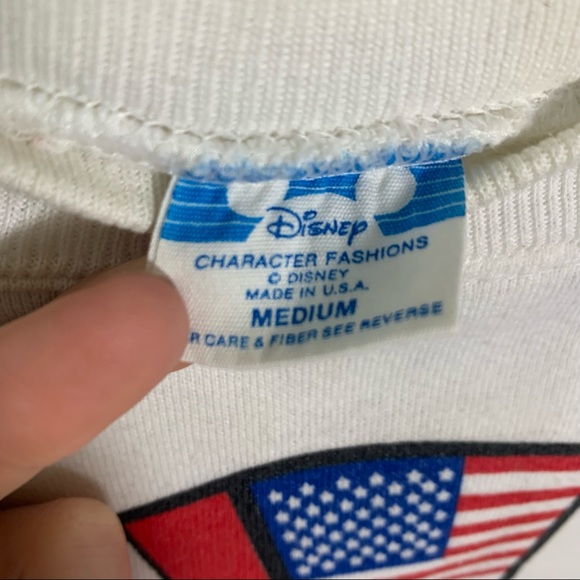 Disney
CHARACTER FASHIONS
© DISNEY
MADE IN U.S.A.
MEDIUM
R CARE & FIBER SEE REVERSE